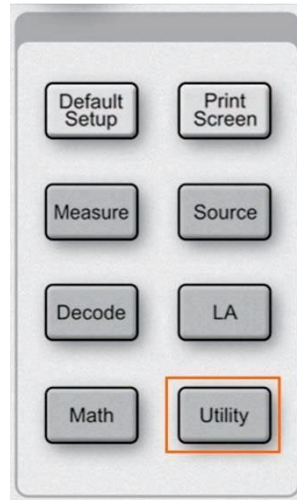 Default
Setup
Print
Screen
Measure
Source
Decode
LA
Math
Utility